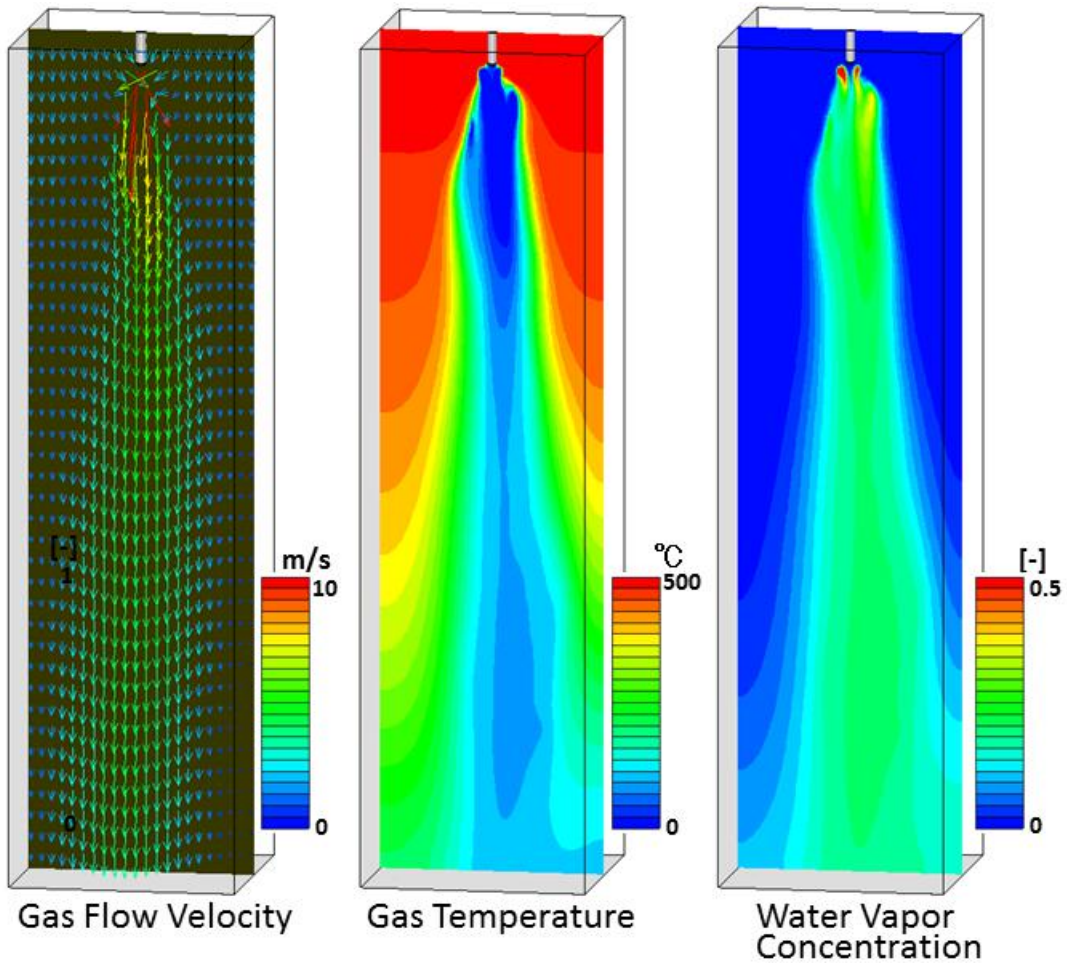 [-]
1
0
m/s
10
0
°C
500
0
[-]
0.5
0
Gas Flow Velocity
Gas Temperature
Water Vapor
Concentration